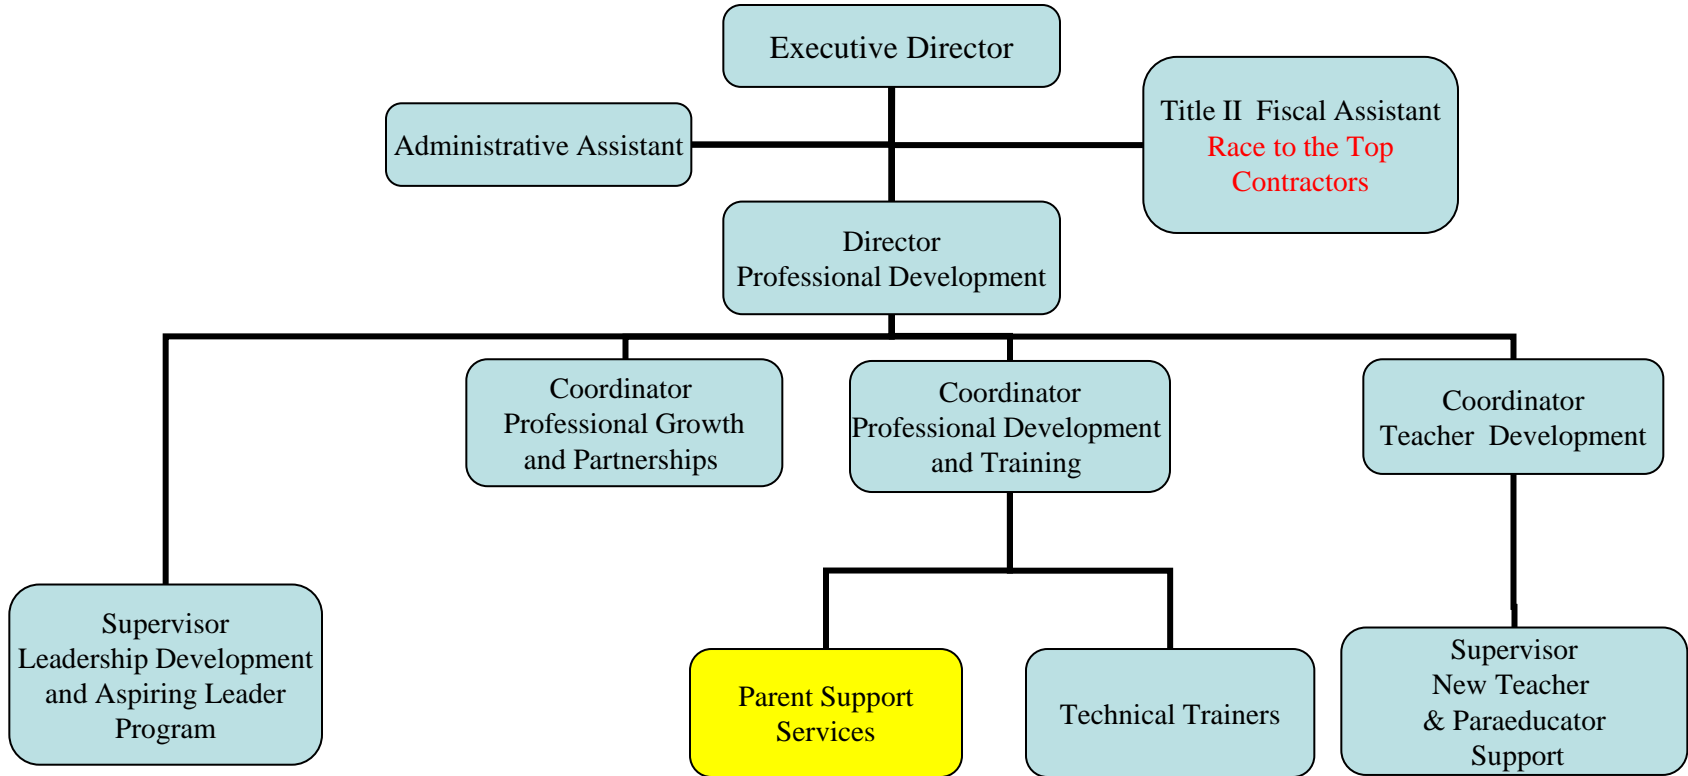 Executive Director
Administrative Assistant
Title II Fiscal Assistant
Race to the Top
Contractors
Director
Professional Development
Coordinator
Professional Growth
and Partnerships
Coordinator
Professional Development
and Training
Coordinator
Teacher Development
Supervisor
Leadership Development
and Aspiring Leader
Program
Parent Support
Services
Technical Trainers
Supervisor
New Teacher
& Paraeducator
Support